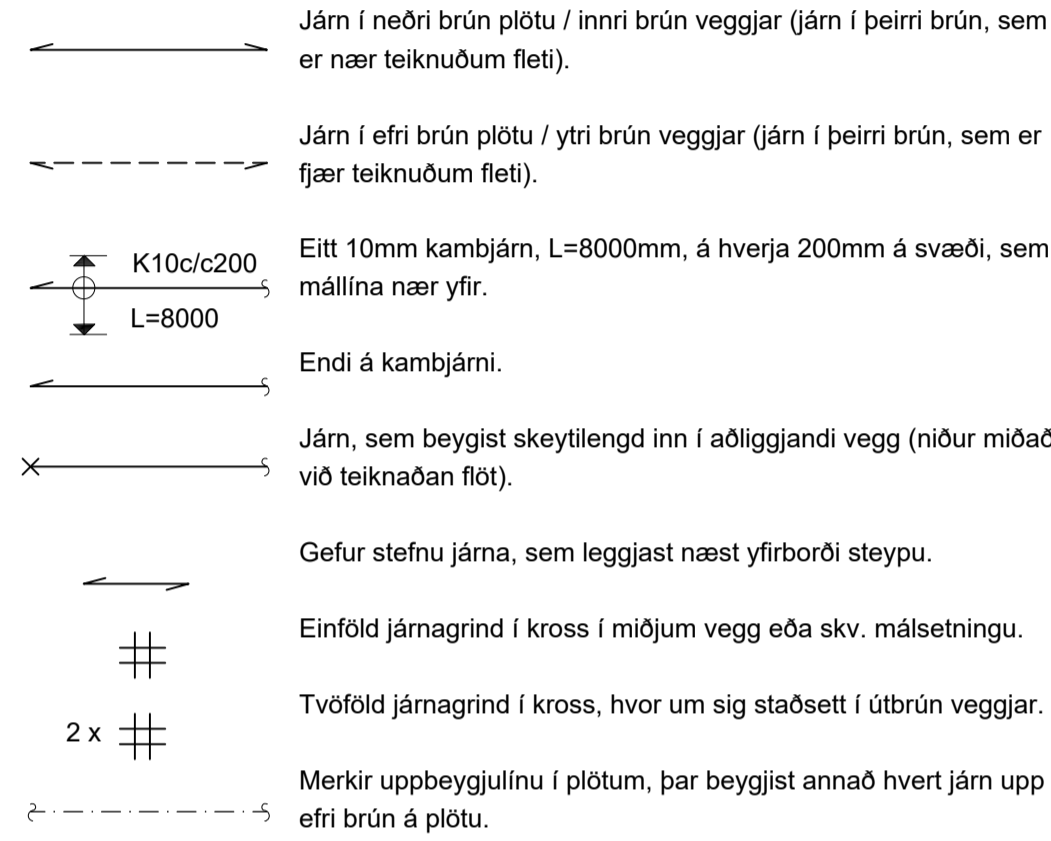 Járn í neðri brún plötu / innri brún veggjar (járn í þeirri brún, sem
er nær teiknuðum fleti).
Járn í efri brún plötu / ytri brún veggjar (járn í þeirri brún, sem er
fjær teiknuðum fleti).
K10c/c200
L=8000
Eitt 10mm kambjárn, L=8000mm, á hverja 200mm á svæði, sem
mállína nær yfir.
Endi á kambjárni.
Járn, sem beygist skeytilengd inn í aðliggjandi vegg (niður miðað
við teiknaðan flöt).
Gefur stefnu járna, sem leggjast næst yfirborði steypu.
Einföld járnagrind í kross í miðjum vegg eða skv. málsetningu.
2 x
Tvöföld járnagrind í kross, hvor um sig staðsett í útbrún veggjar.
Merkir uppbeygjulínu í plötum, þar beygist annað hvert járn upp
efri brún á plötu.